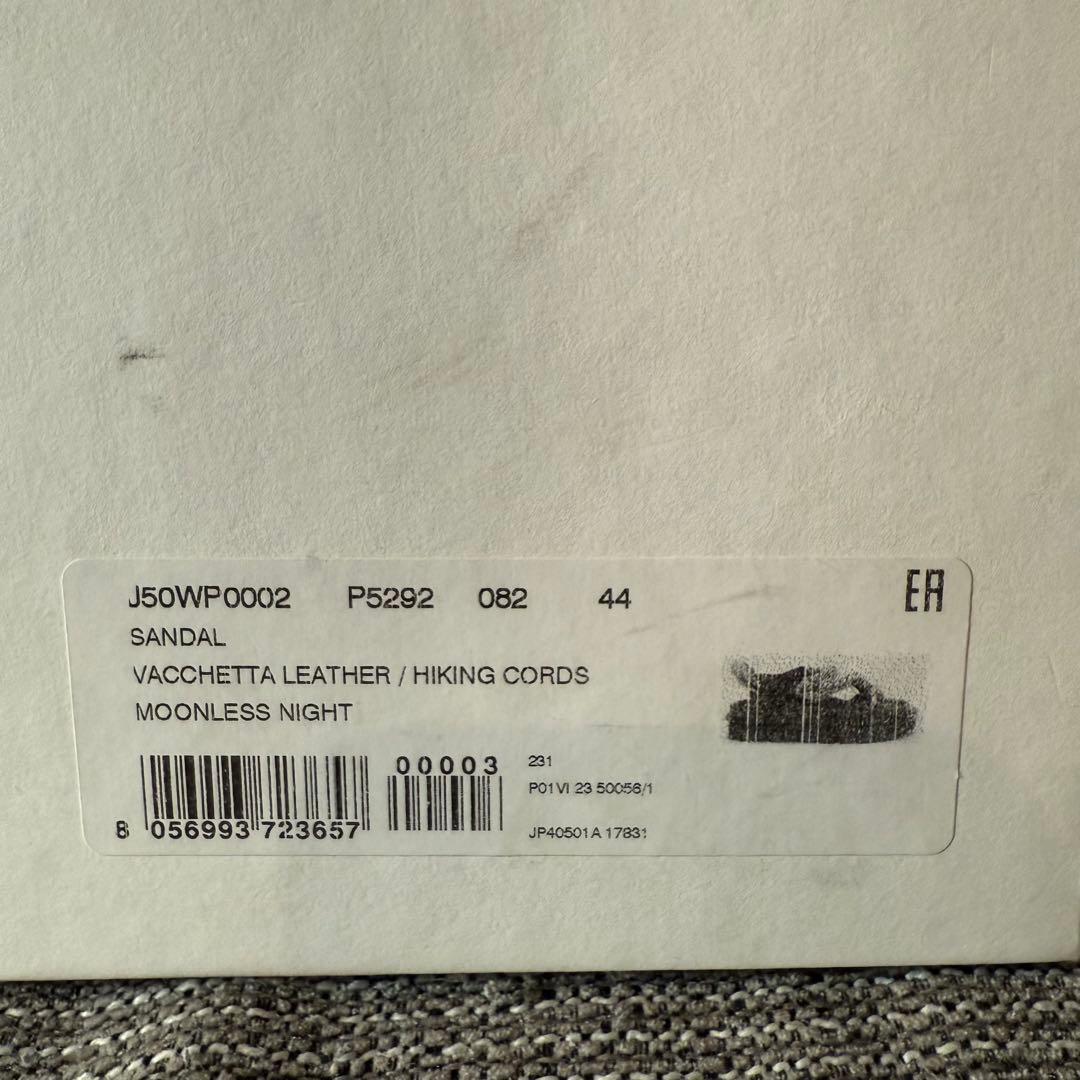 J50WP0002 P5292 082 44 EA
SANDAL
VACCHETTA LEATHER / HIKING CORDS
MOONLESS NIGHT
00003
8 056993 723657
231
P01VI 23 50056/1
JP40501A 17831